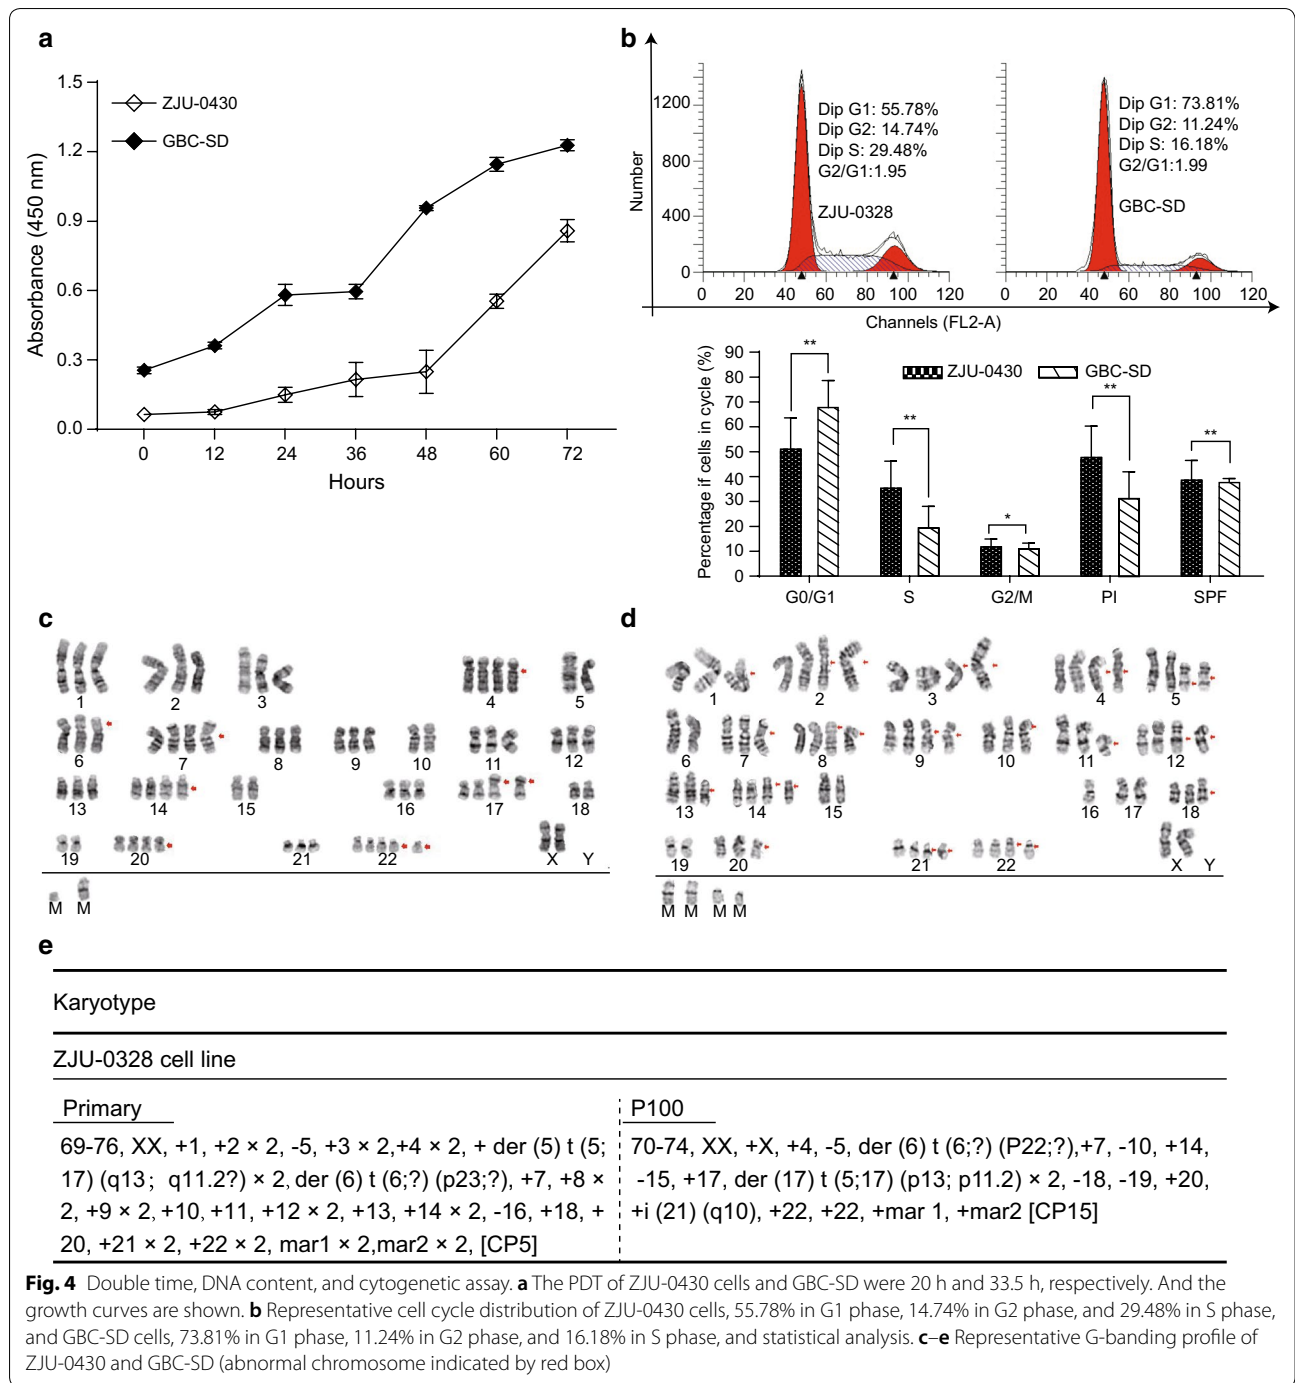 a
1.5
1.2
0.9
0.6
0.3
0.0
Absorbance (450 nm)
ZJU-0430
GBC-SD
0 12 24 36 48 60 72
Hours
b
Number
1200
800
400
0
Dip G1: 55.78%
Dip G2: 14.74%
Dip S: 29.48%
G2/G1:1.95
ZJU-0328
0 20 40 60 80 100 120
Dip G1: 73.81%
Dip G2: 11.24%
Dip S: 16.18%
G2/G1:1.99
GBC-SD
0 20 40 60 80 100 120
Channels (FL2-A)
Percentage if cells in cycle (%)
90
80
70
60
50
40
30
20
10
0
ZJU-0430 GBC-SD
** ** * ** **
G0/G1 S G2/M PI SPF
c
1 2 3 4 5
6 7 8 9 10 11 12
13 14 15 16 17 18
19 20 21 22 X Y
M M
d
1 2 3 4 5
6 7 8 9 10 11 12
13 14 15 16 17 18
19 20 21 22 X Y
M M M M
e
Karyotype
ZJU-0328 cell line
Primary
69-76, XX, +1, +2 × 2, -5, +3 × 2,+4 × 2, + der (5) t (5;
17) (q13; q11.2?) × 2, der (6) t (6;?) (p23;?), +7, +8 ×
2, +9 × 2, +10, +11, +12 × 2, +13, +14 × 2, -16, +18, +
20, +21 × 2, +22 × 2, mar1 × 2,mar2 × 2, [CP5]
P100
70-74, XX, +X, +4, -5, der (6) t (6;?) (P22;?),+7, -10, +14,
-15, +17, der (17) t (5;17) (p13; p11.2) × 2, -18, -19, +20,
+i (21) (q10), +22, +22, +mar 1, +mar2 [CP15]
Fig. 4 Double time, DNA content, and cytogenetic assay. a The PDT of ZJU-0430 cells and GBC-SD were 20 h and 33.5 h, respectively. And the
growth curves are shown. b Representative cell cycle distribution of ZJU-0430 cells, 55.78% in G1 phase, 14.74% in G2 phase, and 29.48% in S phase,
and GBC-SD cells, 73.81% in G1 phase, 11.24% in G2 phase, and 16.18% in S phase, and statistical analysis. c–e Representative G-banding profile of
ZJU-0430 and GBC-SD (abnormal chromosome indicated by red box)